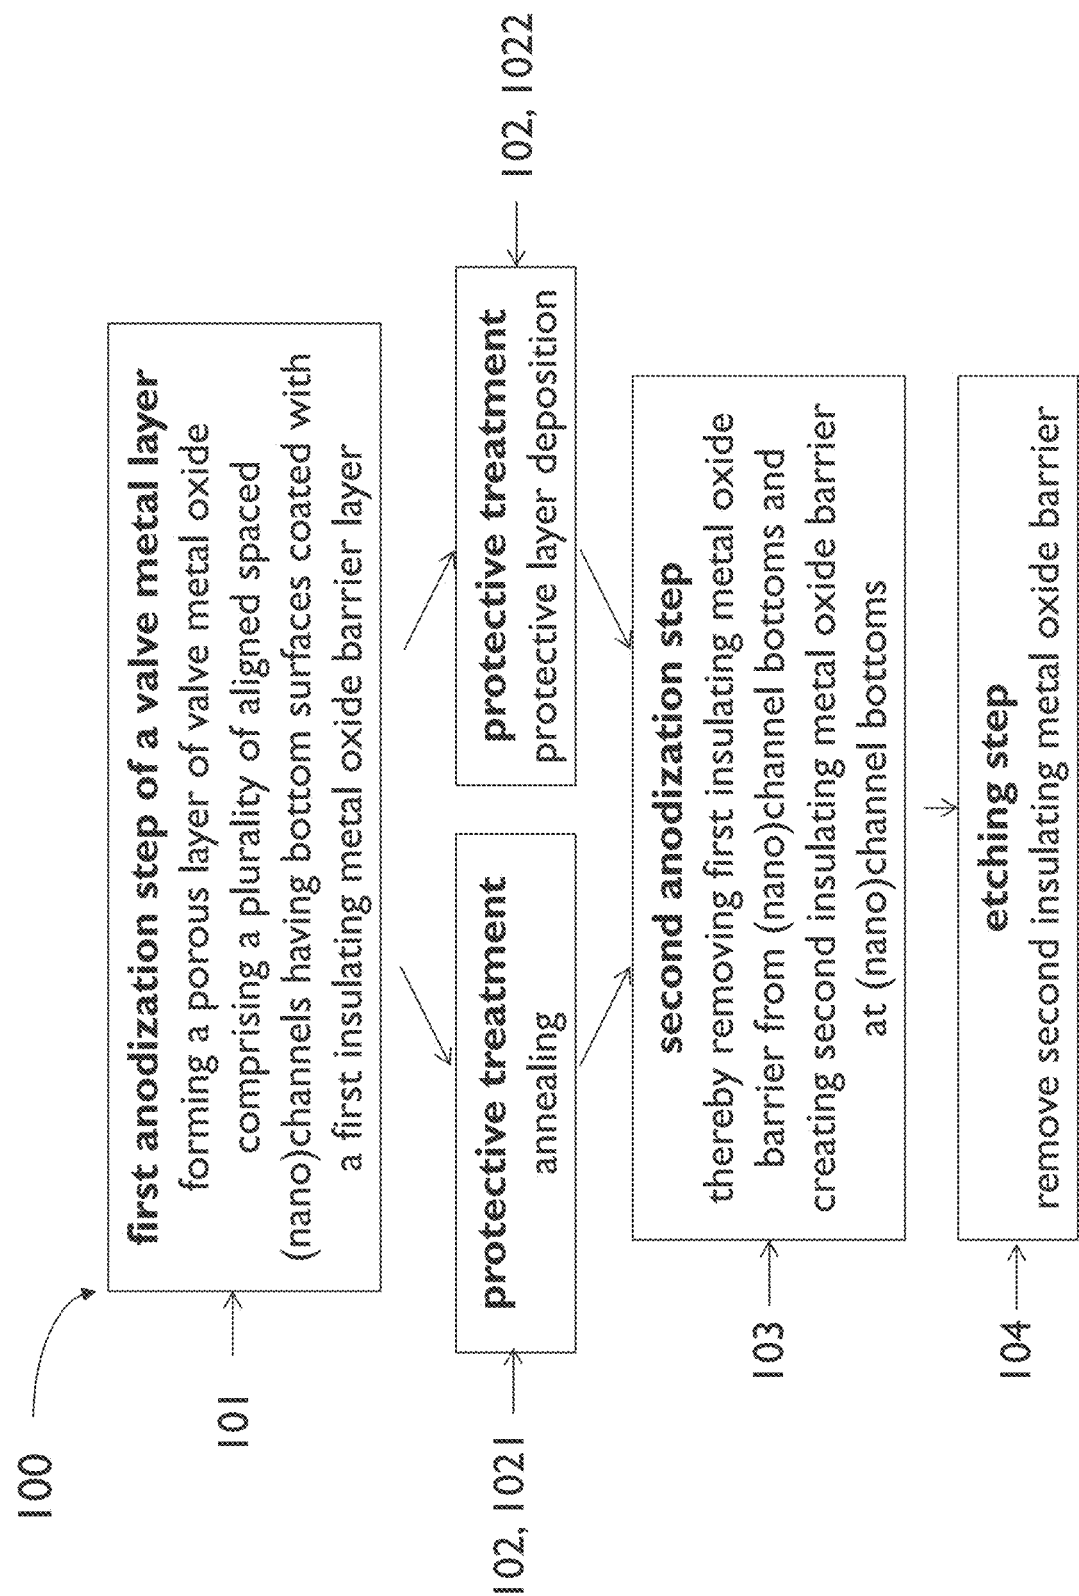 100
101
first anodization step of a valve metal layer
forming a porous layer of valve metal oxide
comprising a plurality of aligned spaced
(nano)channels having bottom surfaces coated with
a first insulating metal oxide barrier layer
102, 1021
protective treatment
annealing
protective treatment
protective layer deposition
102, 1022
103
second anodization step
thereby removing first insulating metal oxide
barrier from (nano)channel bottoms and
creating second insulating metal oxide barrier
at (nano)channel bottoms
104
etching step
remove second insulating metal oxide barrier